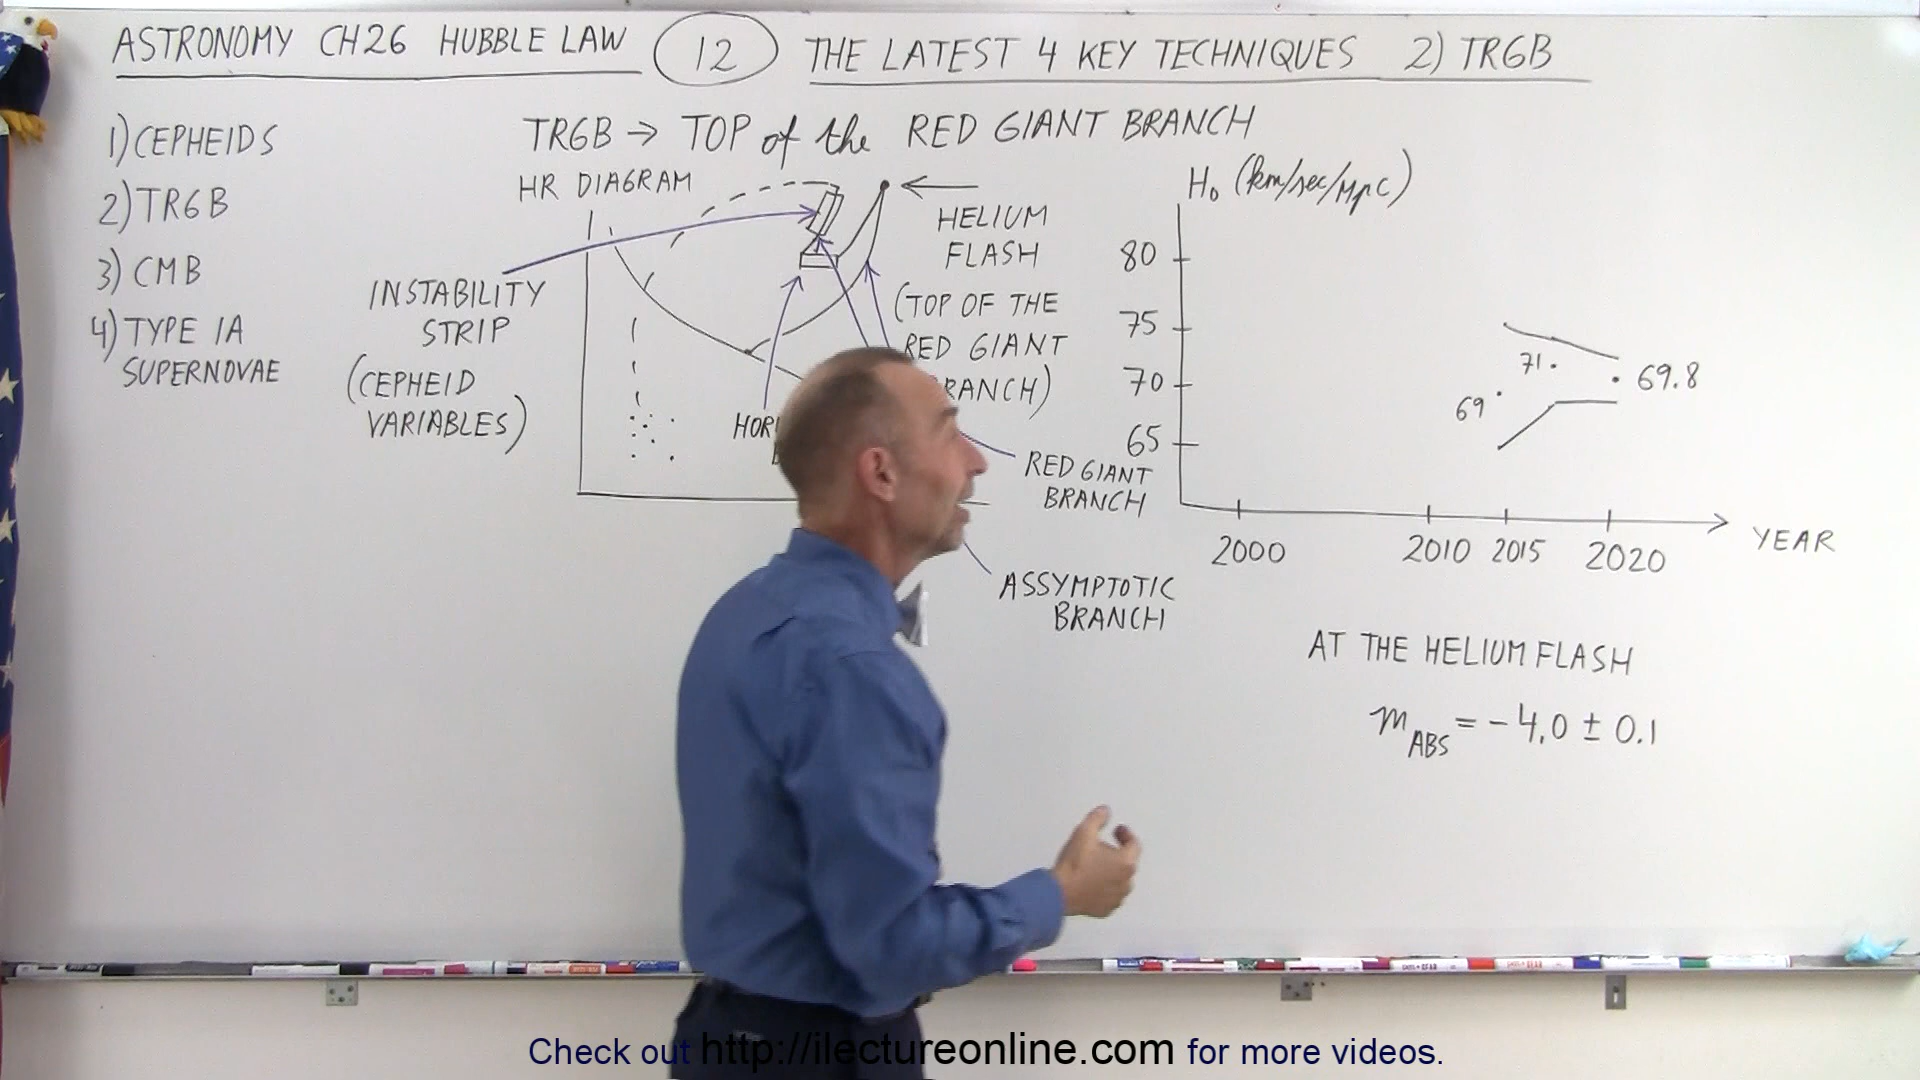 ASTRONOMY CH26 HUBBLE LAW 12 THE LATEST 4 KEY TECHNIQUES 2) TRGB
1) CEPHEIDS
2) TRGB
3) CMB
4) TYPE IA
SUPERNOVAE
TRGB → TOP of the RED GIANT BRANCH
HR DIAGRAM
INSTABILITY
STRIP
(CEPHEID
VARIABLES)
HELIUM
FLASH
(TOP OF THE
RED GIANT
RANCH)
HORI
RED GIANT
BRANCH
ASSYMPTOTIC
BRANCH
H₀ (km/sec/Mpc)
80
75
70
65
71
69
69.8
2000 2010 2015 2020
YEAR
AT THE HELIUM FLASH
m ABS = -4.0 ± 0.1
Check out http://ilectureonline.com for more videos.